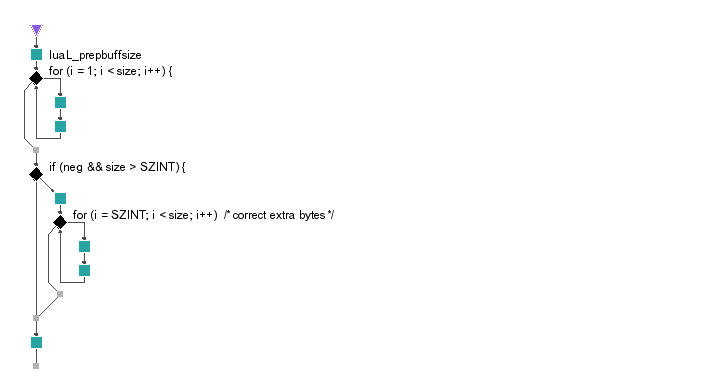 luaL_prepbuffsize
for (i = 1; i < size; i++) {
if (neg && size > SZINT) {
for (i = SZINT; i < size; i++) /* correct extra bytes */